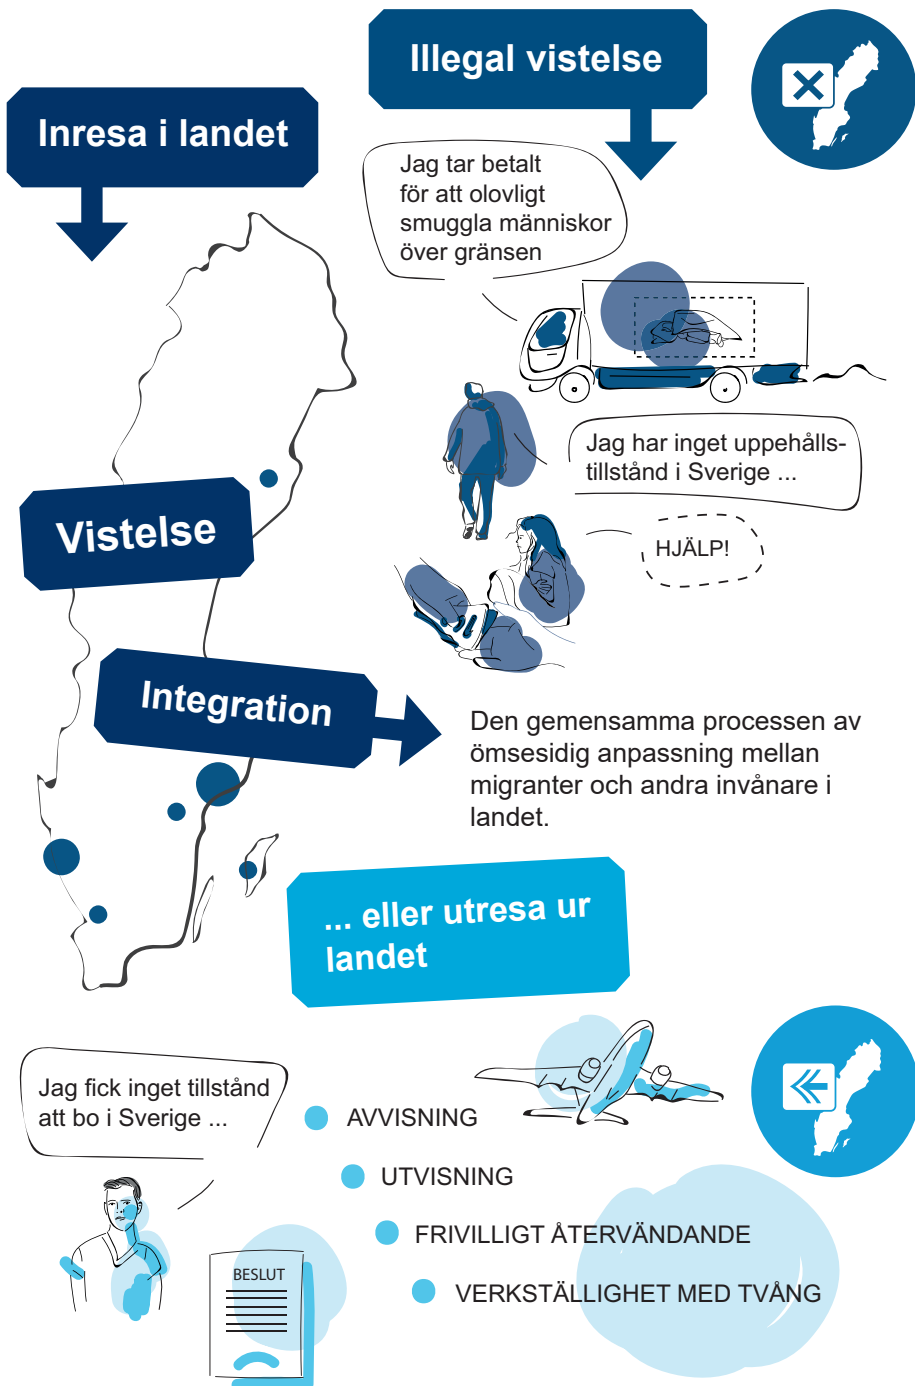 Inresa i landet
Illegal vistelse
Jag tar betalt
för att olovligt
smuggla människor
över gränsen
Jag har inget uppehålls-
tillstånd i Sverige ...
HJÄLP!
Vistelse
Integration
Den gemensamma processen av
ömsesidig anpassning mellan
migranter och andra invånare i
landet.
... eller utresa ur
landet
Jag fick inget tillstånd
att bo i Sverige ...
AVVISNING
UTVISNING
FRIVILLIGT ÅTERVÄNDANDE
VERKSTÄLLIGHET MED TVÅNG
BESLUT